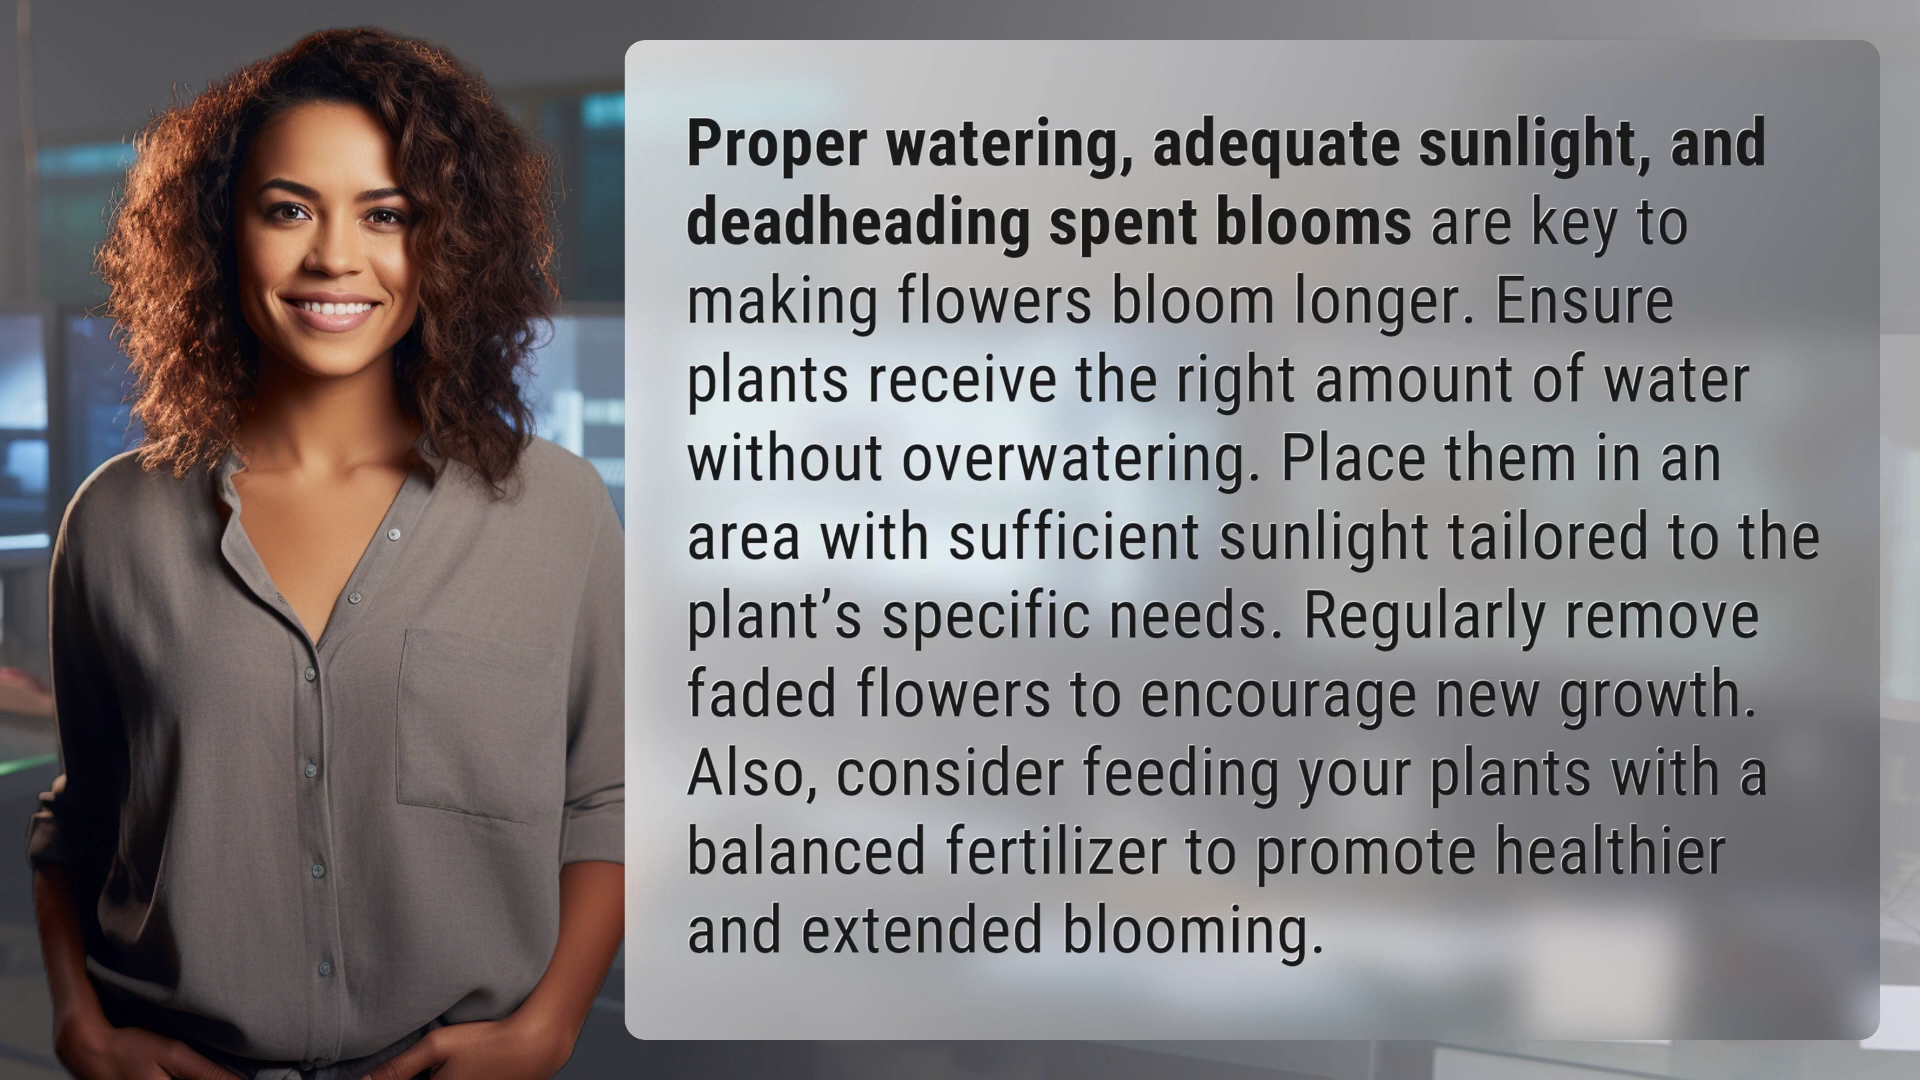 Proper watering, adequate sunlight, and
deadheading spent blooms are key to
making flowers bloom longer. Ensure
plants receive the right amount of water
without overwatering. Place them in an
area with sufficient sunlight tailored to the
plant’s specific needs. Regularly remove
faded flowers to encourage new growth.
Also, consider feeding your plants with a
balanced fertilizer to promote healthier
and extended blooming.